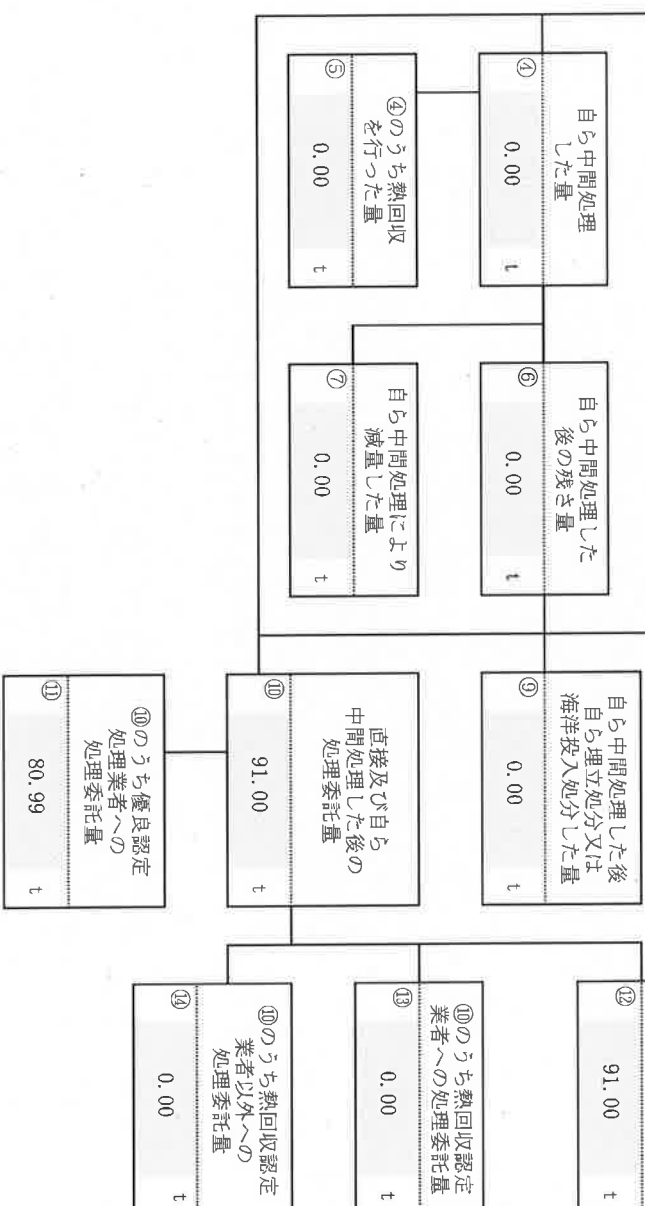 自ら中間処理
した量
④
0.00
t
④のうち熱回収
を行った量
⑤
0.00
t
自ら中間処理した
後の残さ量
⑥
0.00
t
自ら中間処理により
減量した量
⑦
0.00
t
自ら中間処理した後
自ら埋立処分又は
海洋投入処分した量
⑨
0.00
t
直接及び自ら
中間処理した後の
処理委託量
⑩
91.00
t
⑩のうち優良認定
処理業者への
処理委託量
⑪
80.99
t
⑫
91.00
t
⑩のうち熱回収認定
業者への処理委託量
⑬
0.00
t
⑩のうち熱回収認定
業者以外への
処理委託量
⑭
0.00
t